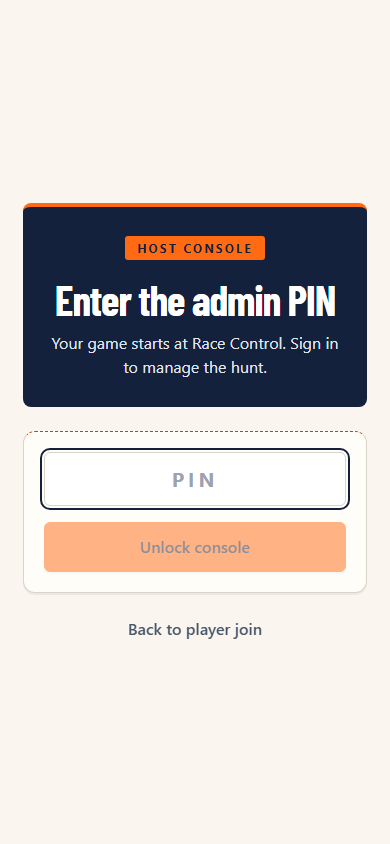 HOST CONSOLE
Enter the admin PIN
Your game starts at Race Control. Sign in
to manage the hunt.
PIN
Unlock console
Back to player join